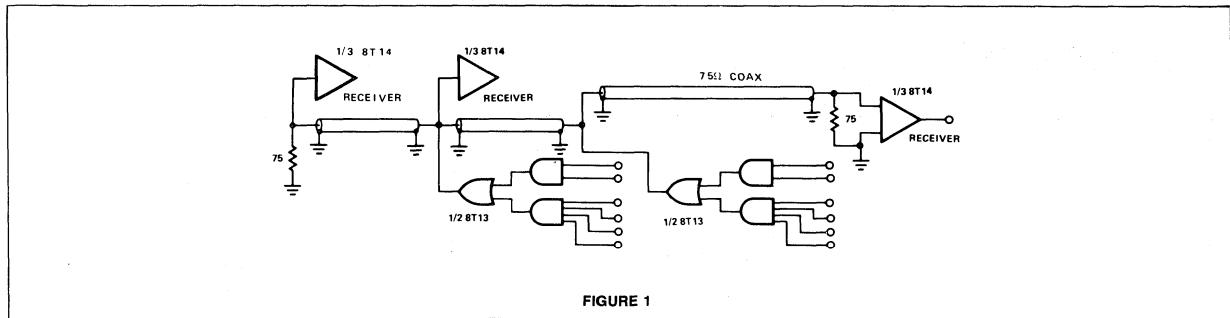 1/3 8T14
1/3 8T14
RECEIVER
RECEIVER
75Ω COAX
1/3 8T14
75
RECEIVER
75
1/2 8T13
1/2 8T13
FIGURE 1